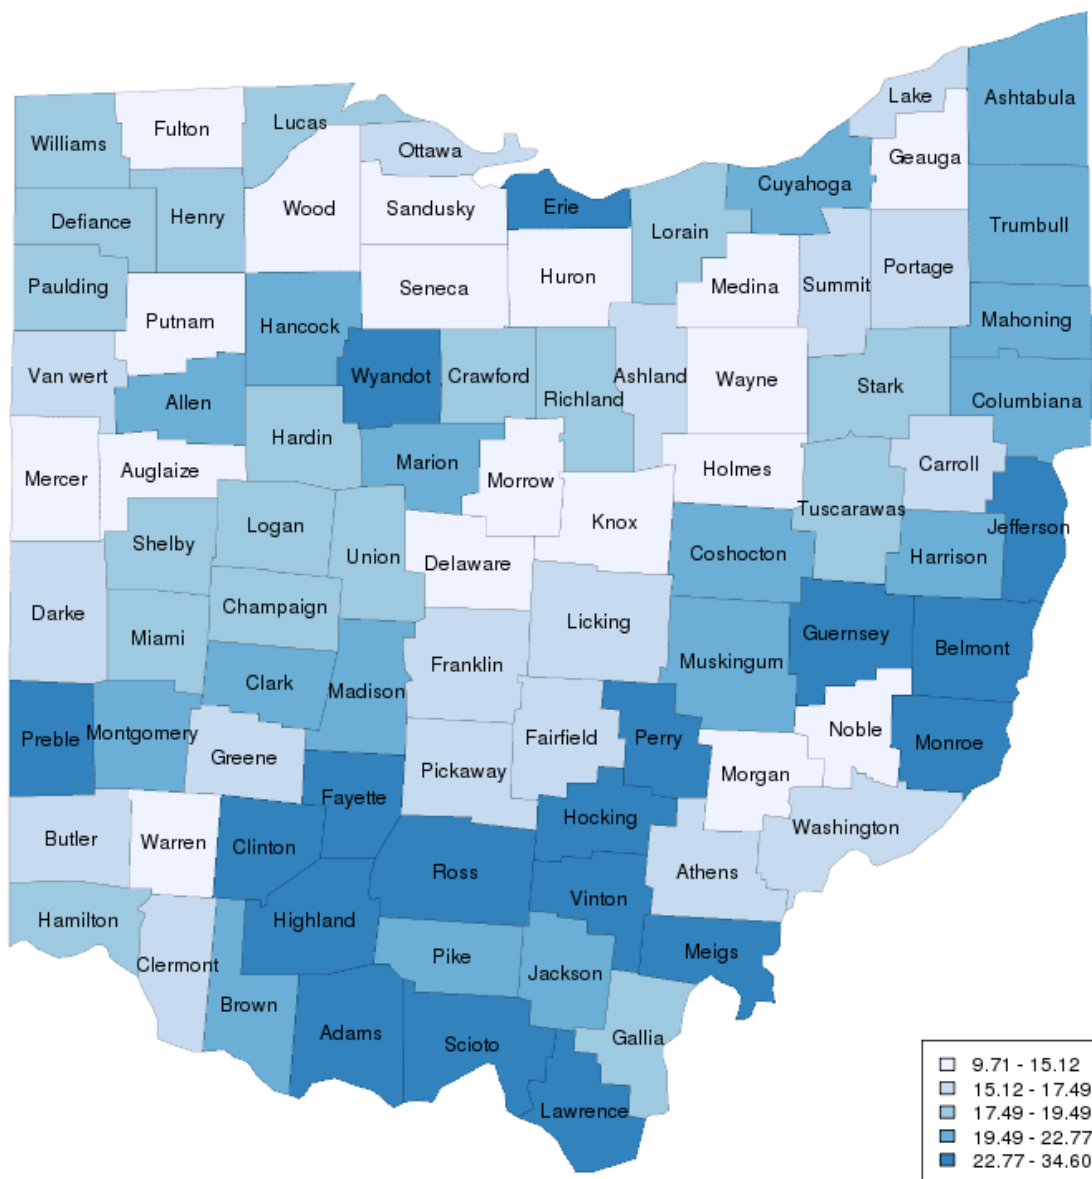 Lake
Ashtabula
Lucas
Fulton
Williams
Ottawa
Geauga
Cuyahoga
Wood
Sandusky
Erie
Henry
Defiance
Lorain
Trumbull
Portage
Huron
Seneca
Medina
Summit
Paulding
Putnam
Hancock
Mahoning
Van wert
Wyandot
Crawford
Ashland
Wayne
Stark
Richland
Columbiana
Allen
Hardin
Marion
Carroll
Holmes
Auglaize
Mercer
Morrow
Tuscarawas
Knox
Logan
Jefferson
Shelby
Union
Coshocton
Harrison
Delaware
Champaign
Darke
Licking
Guernsey
Miami
Belmont
Franklin
Muskingum
Clark
Madison
Noble
Montgomery
Preble
Fairfield
Perry
Monroe
Greene
Pickaway
Morgan
Fayette
Hocking
Washington
Butler
Warren
Clinton
Ross
Athens
Vinton
Hamilton
Highland
Meigs
Pike
Clermont
Jackson
Brown
Adams
Gallia
Scioto
Lawrence
9.71 - 15.12
15.12 - 17.49
17.49 - 19.49
19.49 - 22.77
22.77 - 34.60